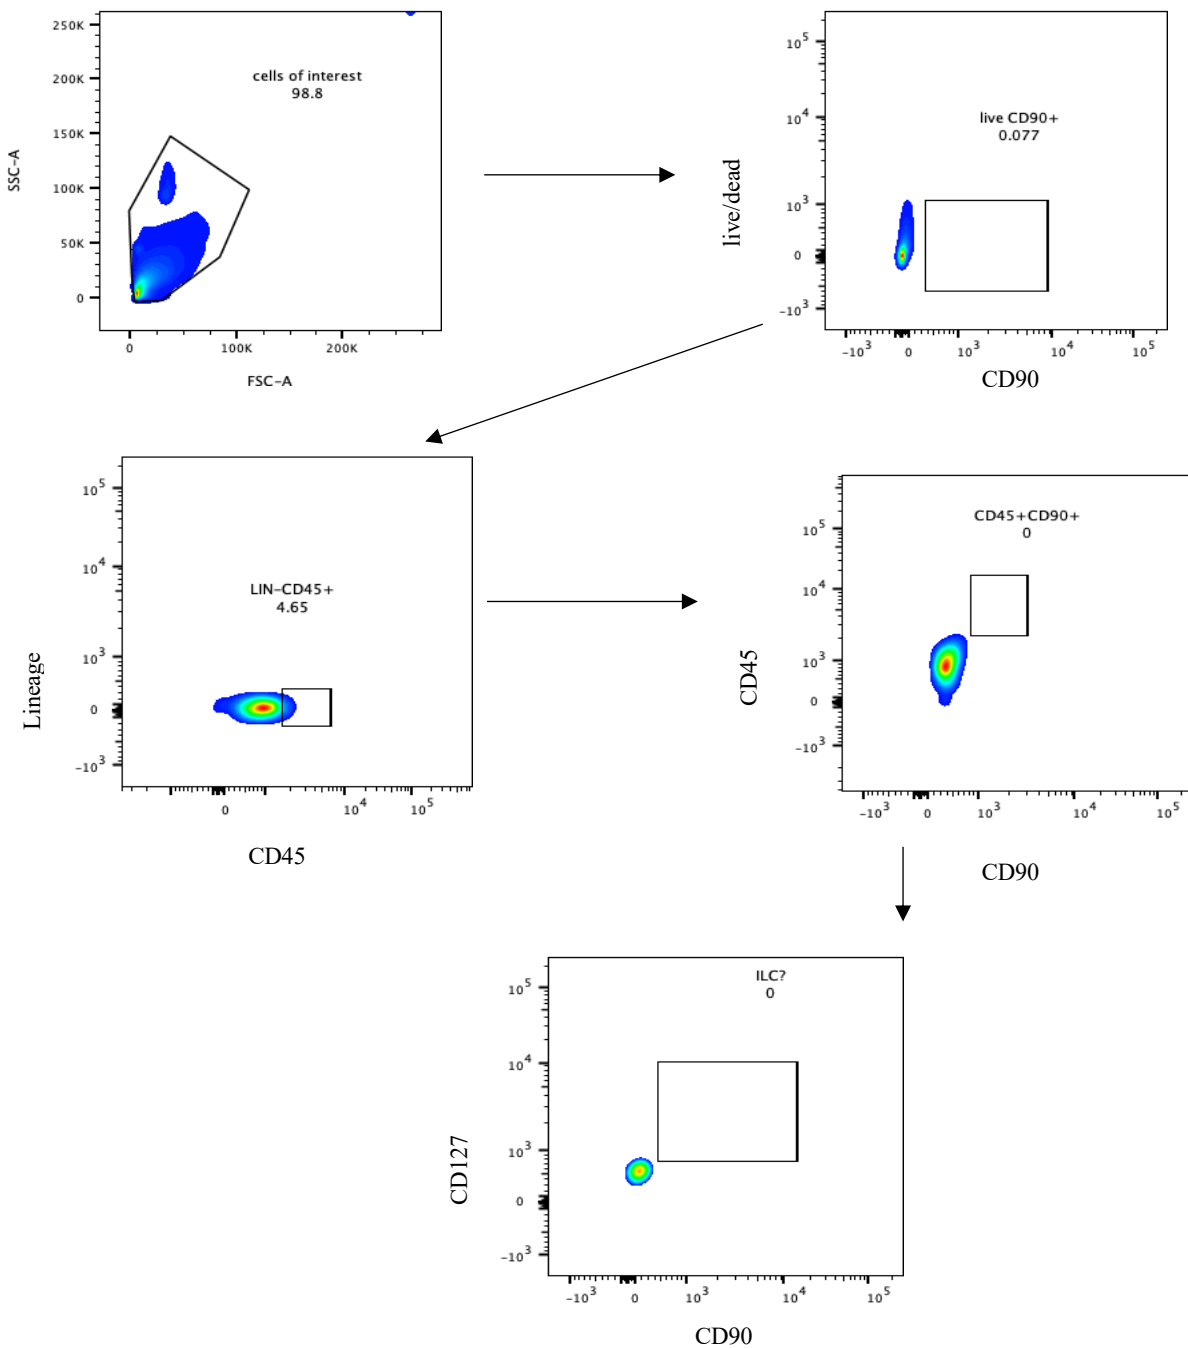 250K
200K
150K
100K
50K
0
SSC-A
cells of interest
98.8
0
100K
200K
FSC-A
10^5
10^4
10^3
0
-10^3
live/dead
live CD90+
0.077
-10^3
0
10^3
10^4
10^5
CD90
10^5
10^4
10^3
0
-10^3
Lineage
LIN-CD45+
4.65
0
10^4
10^5
CD45
10^5
10^4
10^3
0
-10^3
CD45
CD45+CD90+
0
-10^3
0
10^3
10^4
10^5
CD90
10^5
10^4
10^3
0
-10^3
CD127
ILC?
0
-10^3
0
10^3
10^4
10^5
CD90